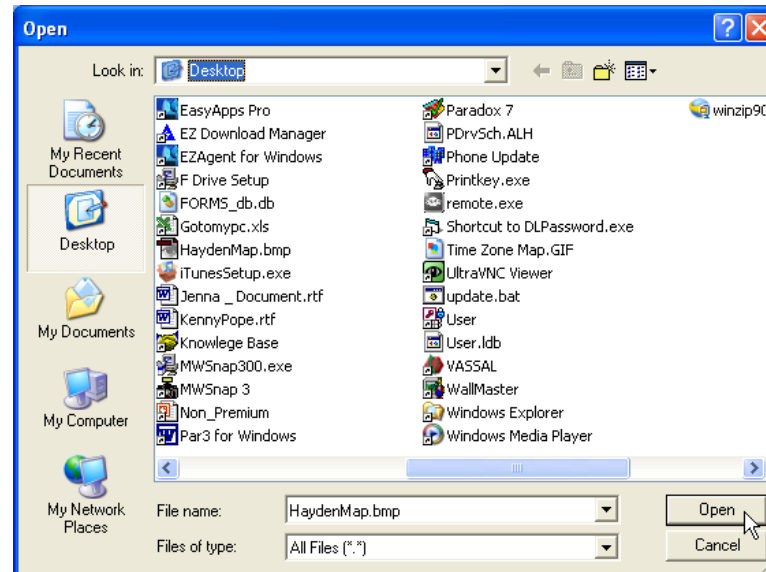 Open
Look in:
Desktop
My Recent
Documents
Desktop
My Documents
My Computer
My Network
Places
EasyApps Pro
EZ Download Manager
EZAgent for Windows
F Drive Setup
FORMS_db.db
Gotomypc.xls
HaydenMap.bmp
iTunesSetup.exe
Jenna _ Document.rtf
KennyPope.rtf
Knowlege Base
MWSnap300.exe
MWSnap 3
Non_Premium
Par3 for Windows
Paradox 7
PDrvSch.ALH
Phone Update
Printkey.exe
remote.exe
Shortcut to DLPassword.exe
Time Zone Map.GIF
UltraVNC Viewer
update.bat
User
User.ldb
VASSAL
WallMaster
Windows Explorer
Windows Media Player
winzip90
File name:
HaydenMap.bmp
Open
Files of type:
All Files (*.*)
Cancel